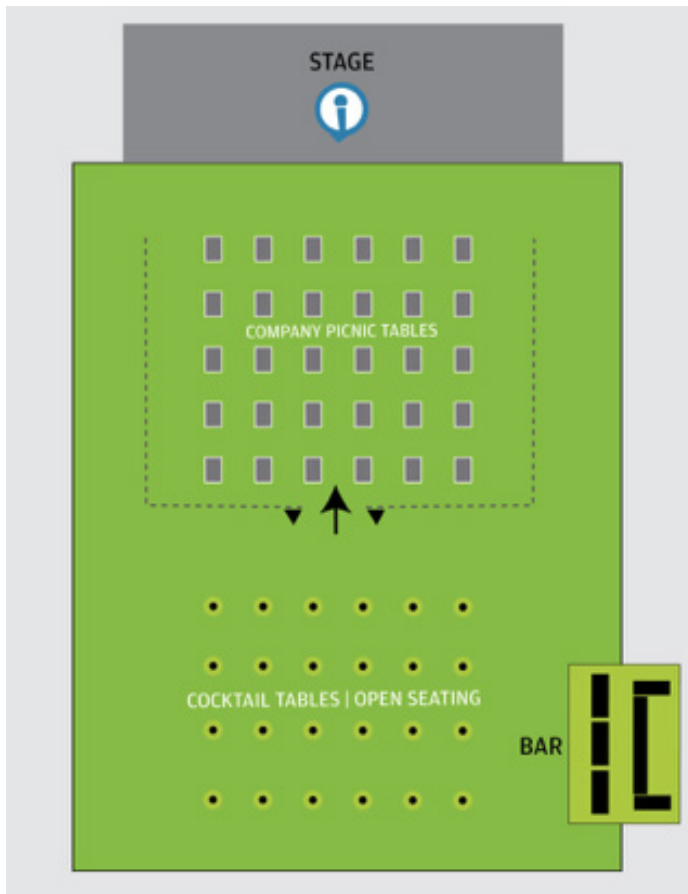 STAGE
COMPANY PICNIC TABLES
COCKTAIL TABLES | OPEN SEATING
BAR